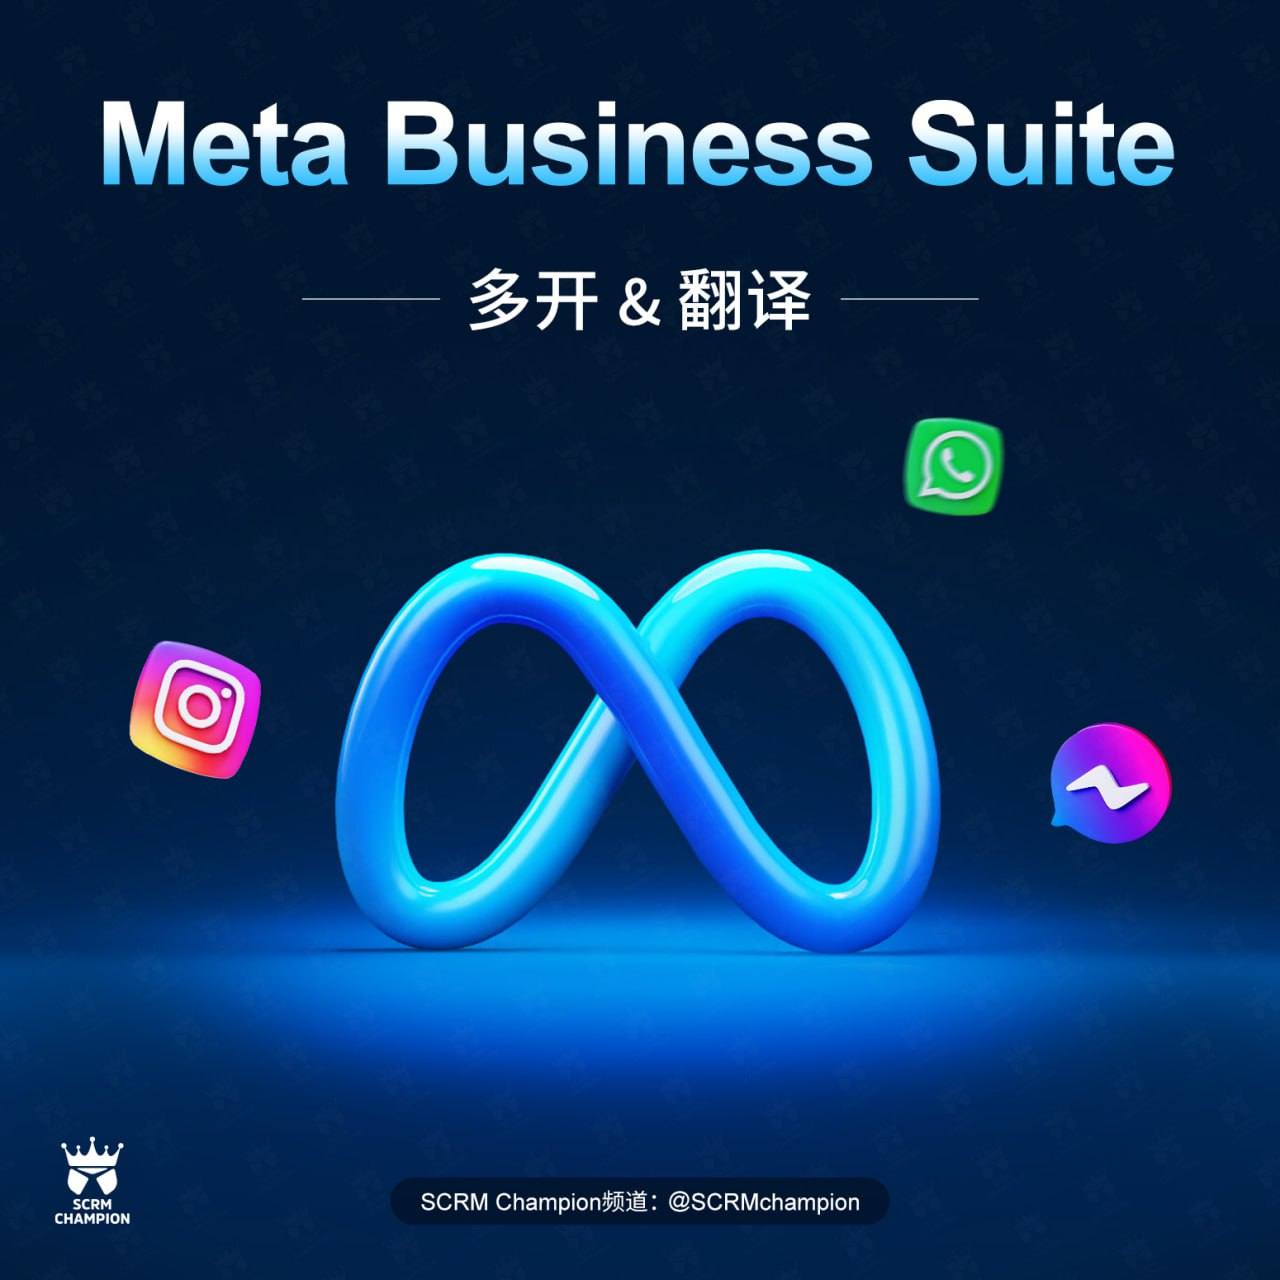 Meta Business Suite
多开 & 翻译
SCRM
CHAMPION
SCRM Champion频道：@SCRMchampion